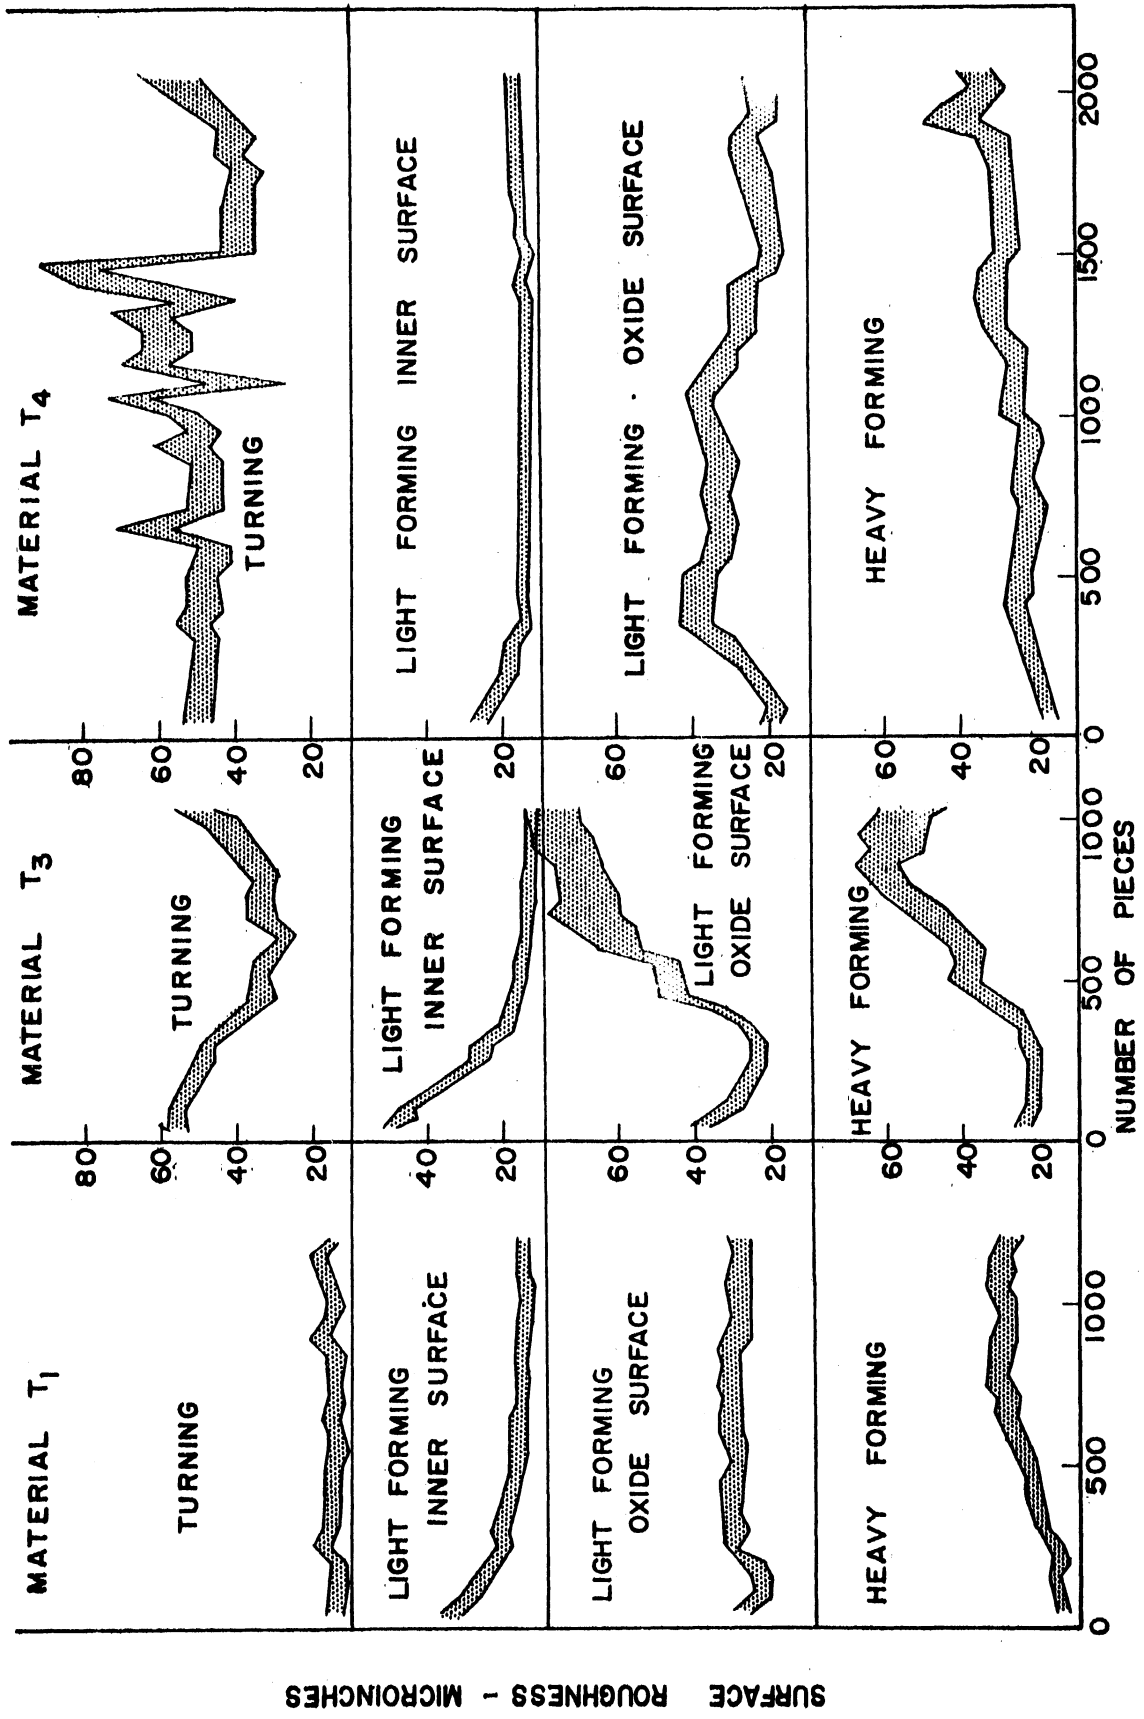 MATERIAL T1
MATERIAL T3
MATERIAL T4
TURNING
TURNING
TURNING
80
60
40
20
80
60
40
20
LIGHT FORMING
INNER SURFACE
LIGHT FORMING
INNER SURFACE
LIGHT FORMING INNER SURFACE
40
20
40
20
LIGHT FORMING
OXIDE SURFACE
LIGHT FORMING
OXIDE SURFACE
LIGHT FORMING - OXIDE SURFACE
60
40
20
60
40
20
HEAVY FORMING
HEAVY FORMING
HEAVY FORMING
60
40
20
60
40
20
0 500 1000 0 500 1000 0 500 1000 1500 2000
NUMBER OF PIECES
SURFACE ROUGHNESS - MICROINCHES